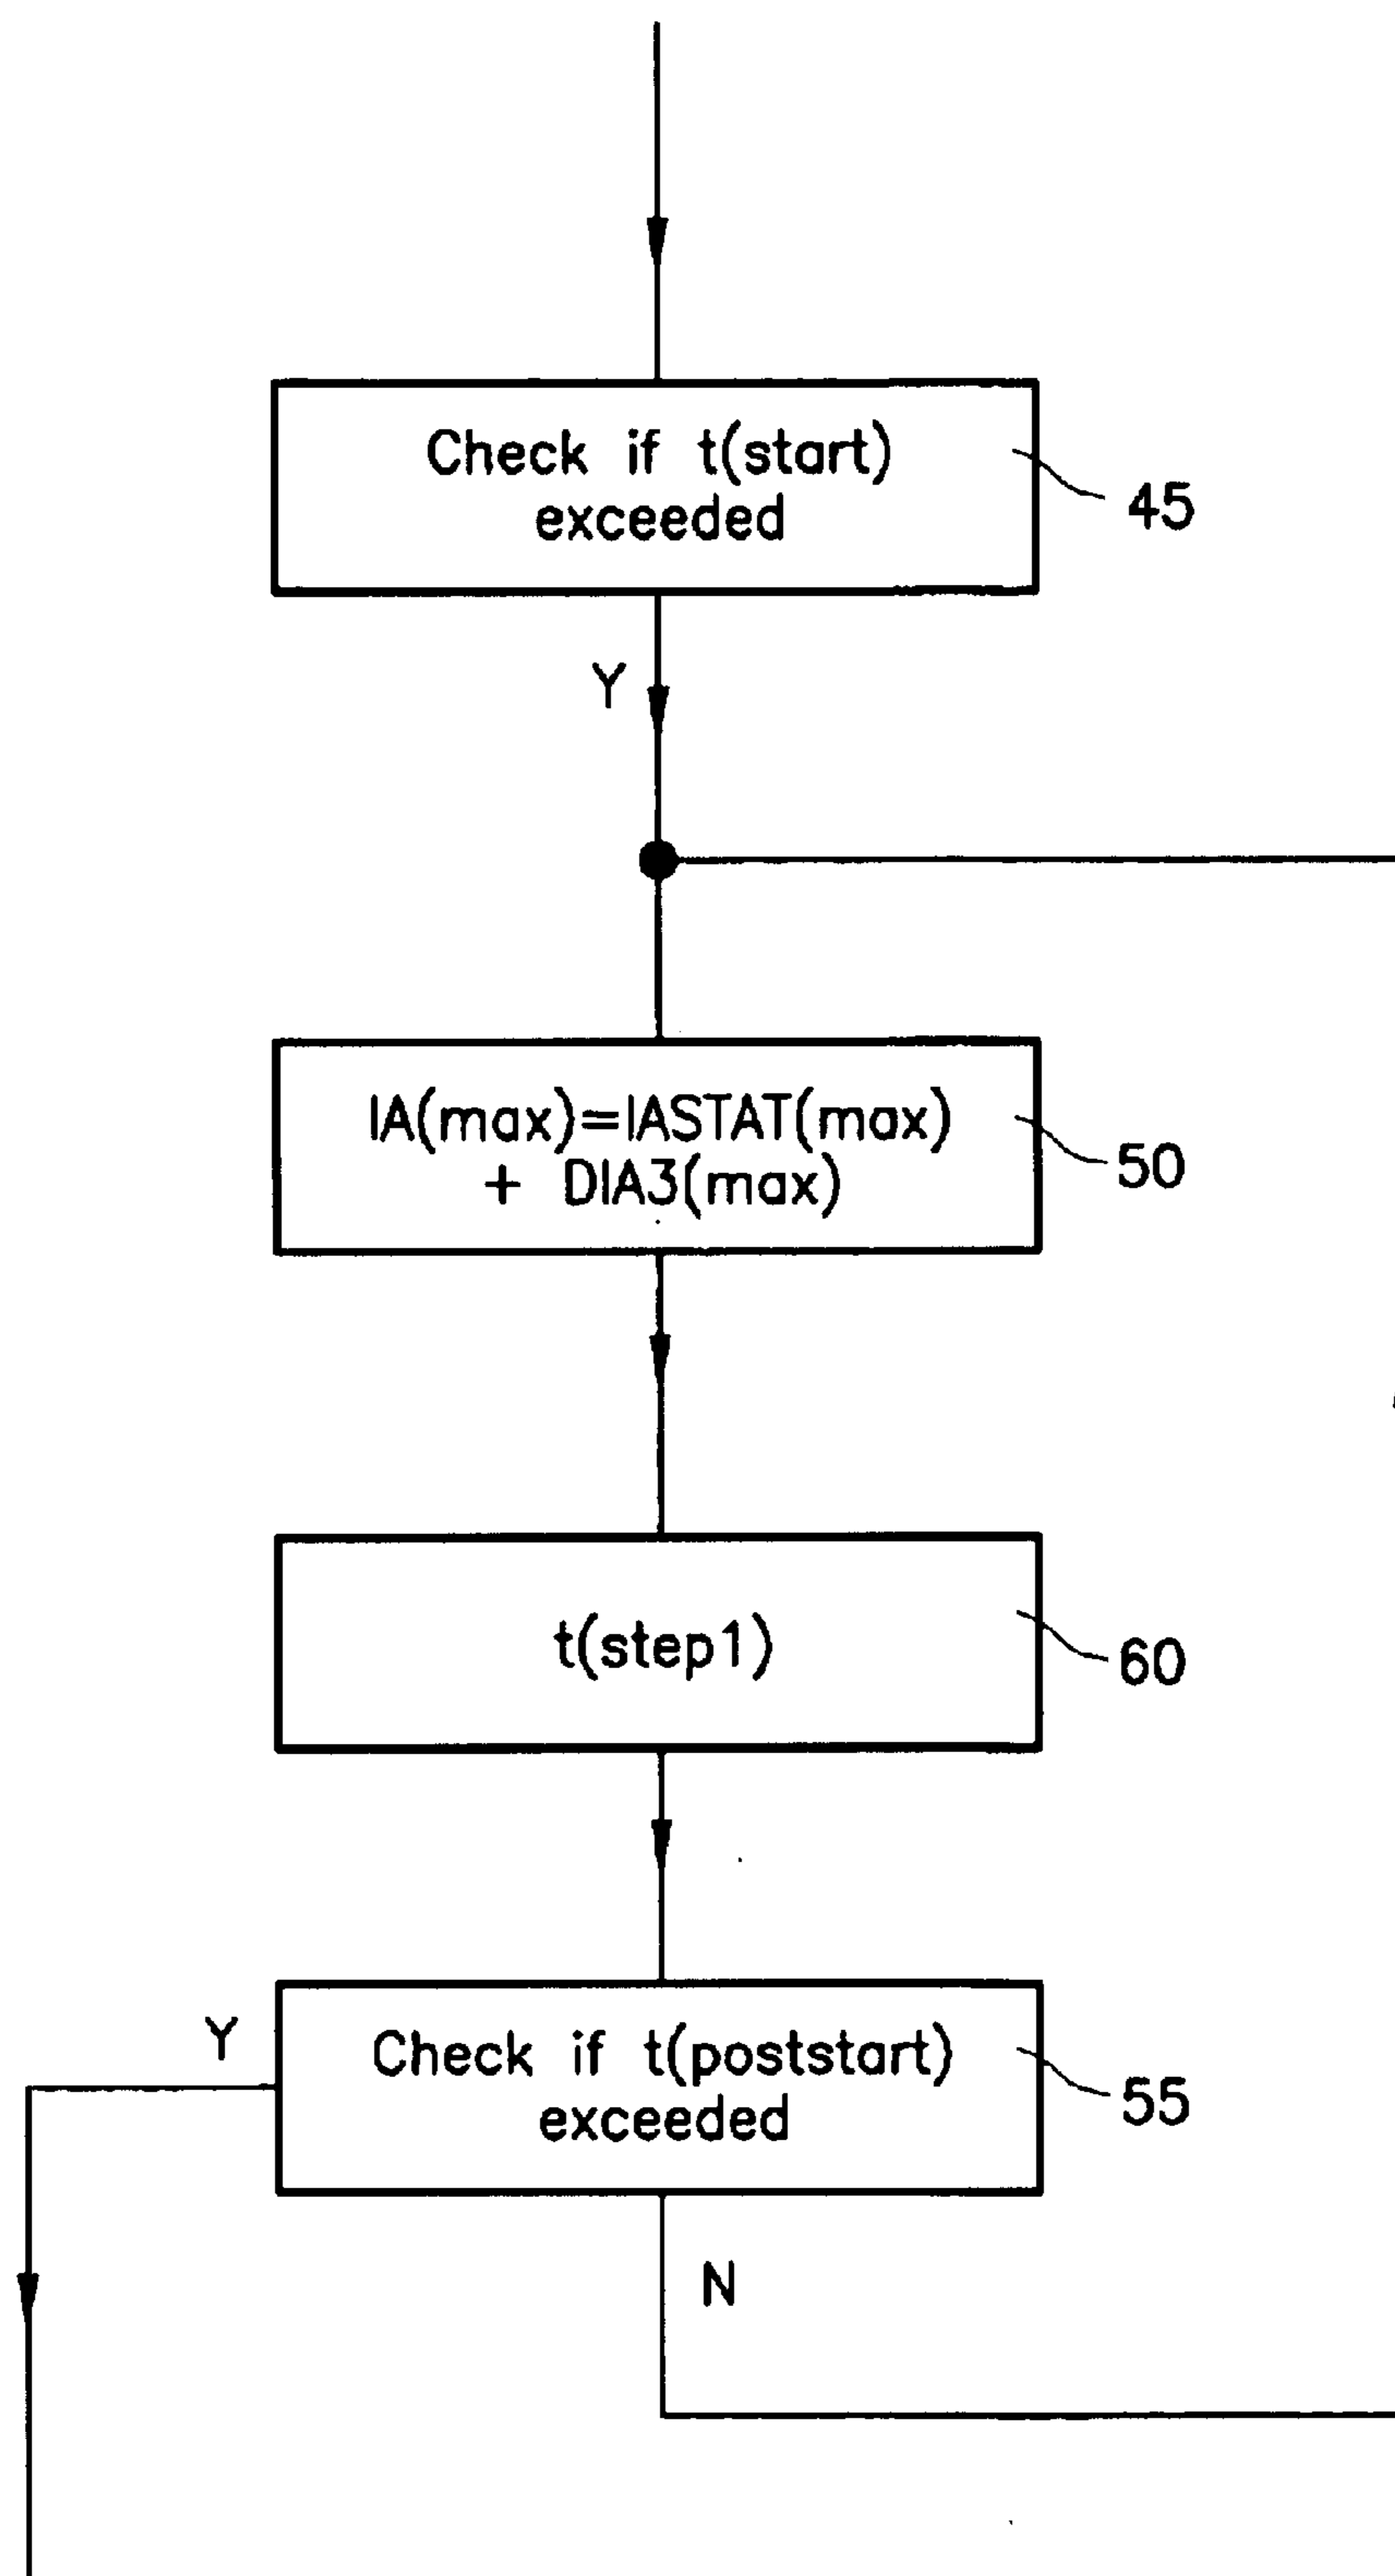 Check if t(start)
exceeded
45
Y
IA(max)=IASTAT(max)
+ DIA3(max)
50
t(step1)
60
Y
Check if t(poststart)
exceeded
55
N